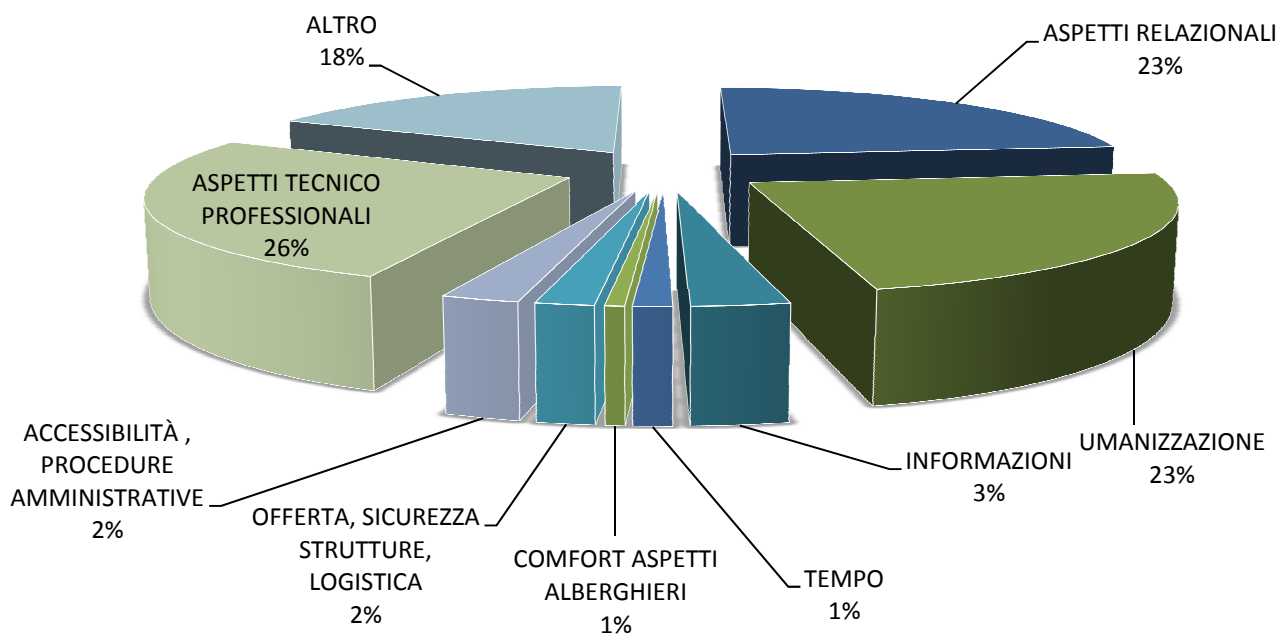 ALTRO
18%
ASPETTI RELAZIONALI
23%
ASPETTI TECNICO
PROFESSIONALI
26%
ACCESSIBILITÀ ,
PROCEDURE
AMMINISTRATIVE
2%
OFFERTA, SICUREZZA
STRUTTURE,
LOGISTICA
2%
COMFORT ASPETTI
ALBERGHIERI
1%
TEMPO
1%
INFORMAZIONI
3%
UMANIZZAZIONE
23%